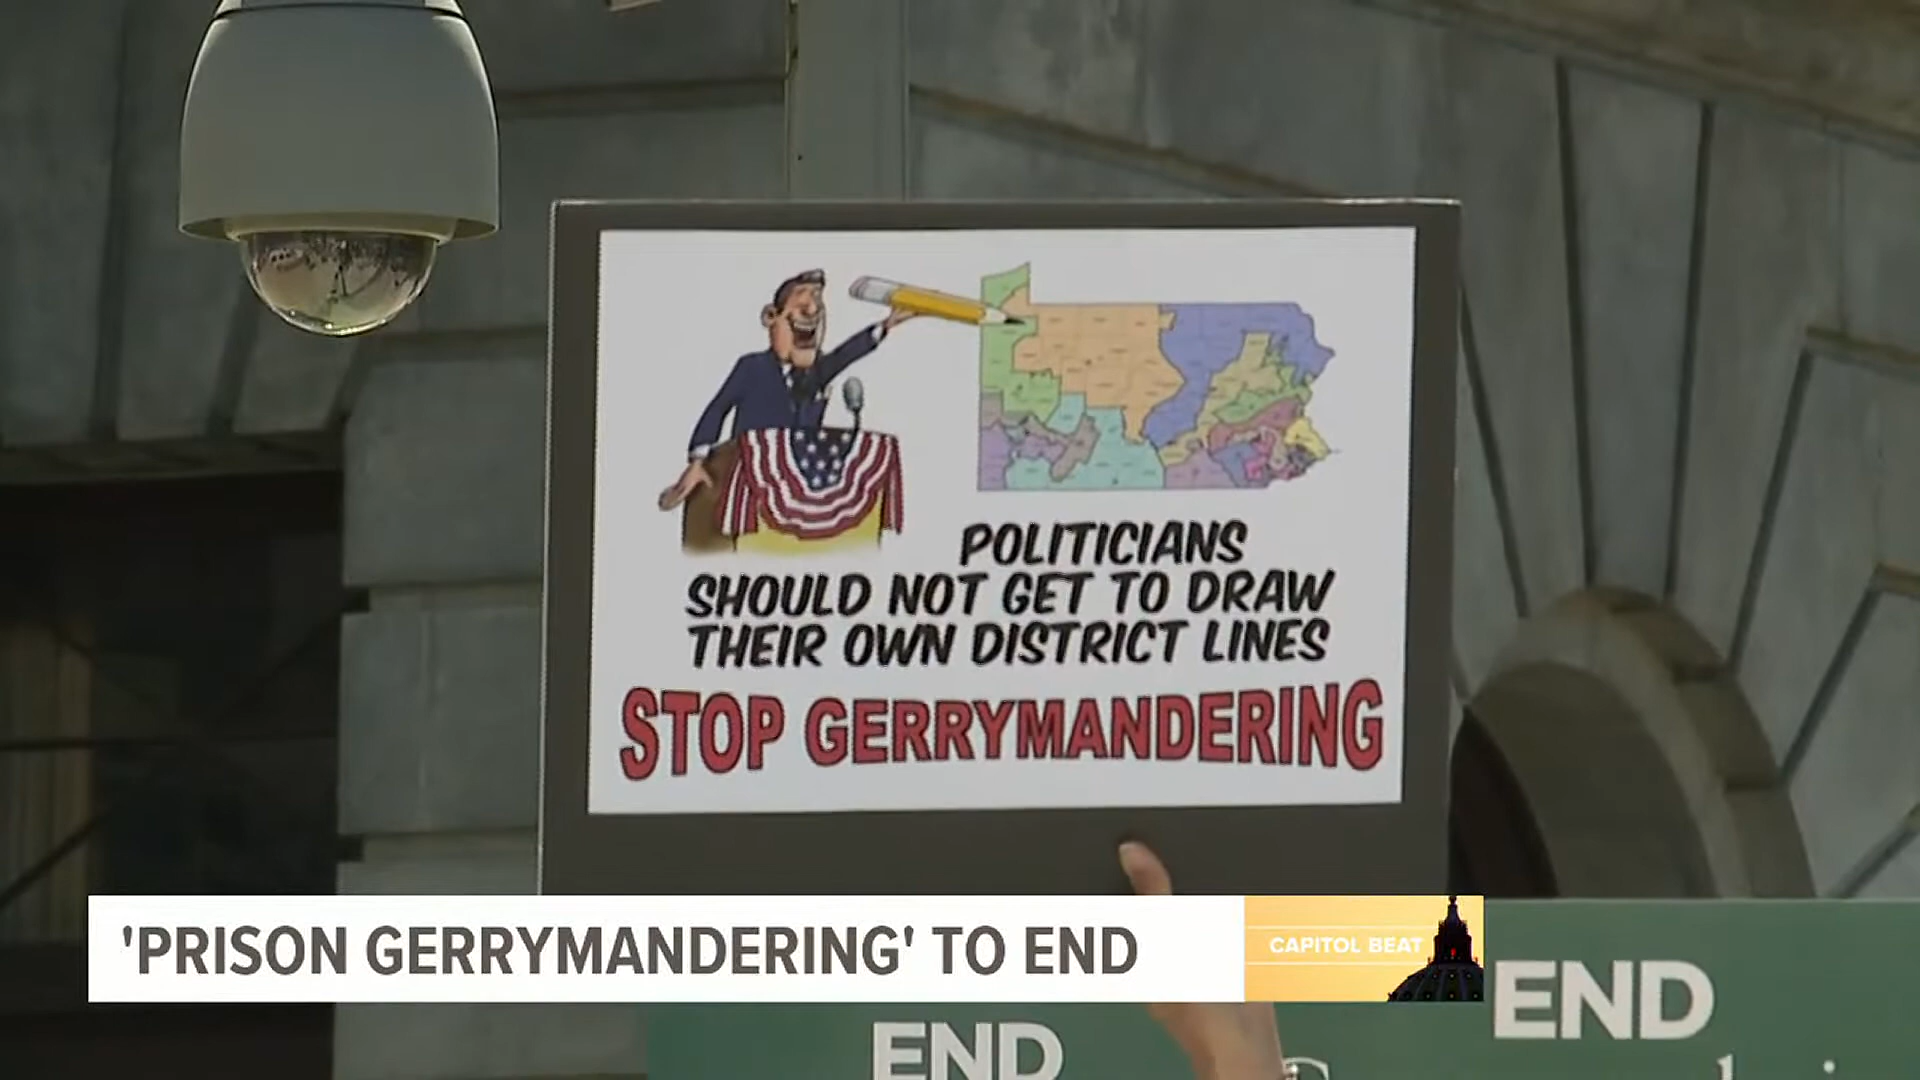 POLITICIANS
SHOULD NOT GET TO DRAW
THEIR OWN DISTRICT LINES
STOP GERRYMANDERING
'PRISON GERRYMANDERING' TO END
CAPITOL BEAT
END
END